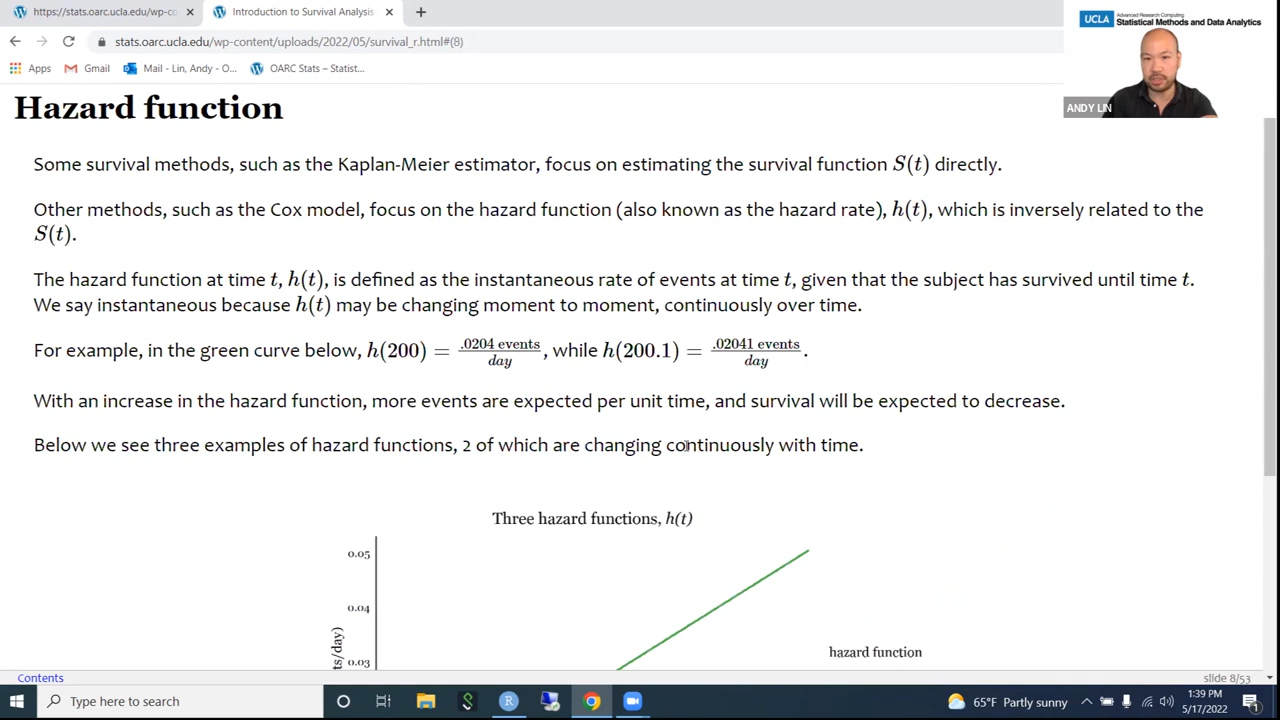 https://stats.oarc.ucla.edu/wp-co
Introduction to Survival Analysis
stats.oarc.ucla.edu/wp-content/uploads/2022/05/survival_r.html#(8)
Apps
Gmail
Mail - Lin, Andy - O...
OARC Stats – Statist...
UCLA
Advanced Research Computing
Statistical Methods and Data Analytics
ANDY LIN
Hazard function
Some survival methods, such as the Kaplan-Meier estimator, focus on estimating the survival function S(t) directly.
Other methods, such as the Cox model, focus on the hazard function (also known as the hazard rate), h(t), which is inversely related to the
S(t).
The hazard function at time t, h(t), is defined as the instantaneous rate of events at time t, given that the subject has survived until time t.
We say instantaneous because h(t) may be changing moment to moment, continuously over time.
For example, in the green curve below, h(200) = .0204 events/day, while h(200.1) = .02041 events/day.
With an increase in the hazard function, more events are expected per unit time, and survival will be expected to decrease.
Below we see three examples of hazard functions, 2 of which are changing continuously with time.
Three hazard functions, h(t)
0.05
0.04
0.03
ts/day)
hazard function
Contents
slide 8/53
Type here to search
65°F Partly sunny
1:39 PM
5/17/2022